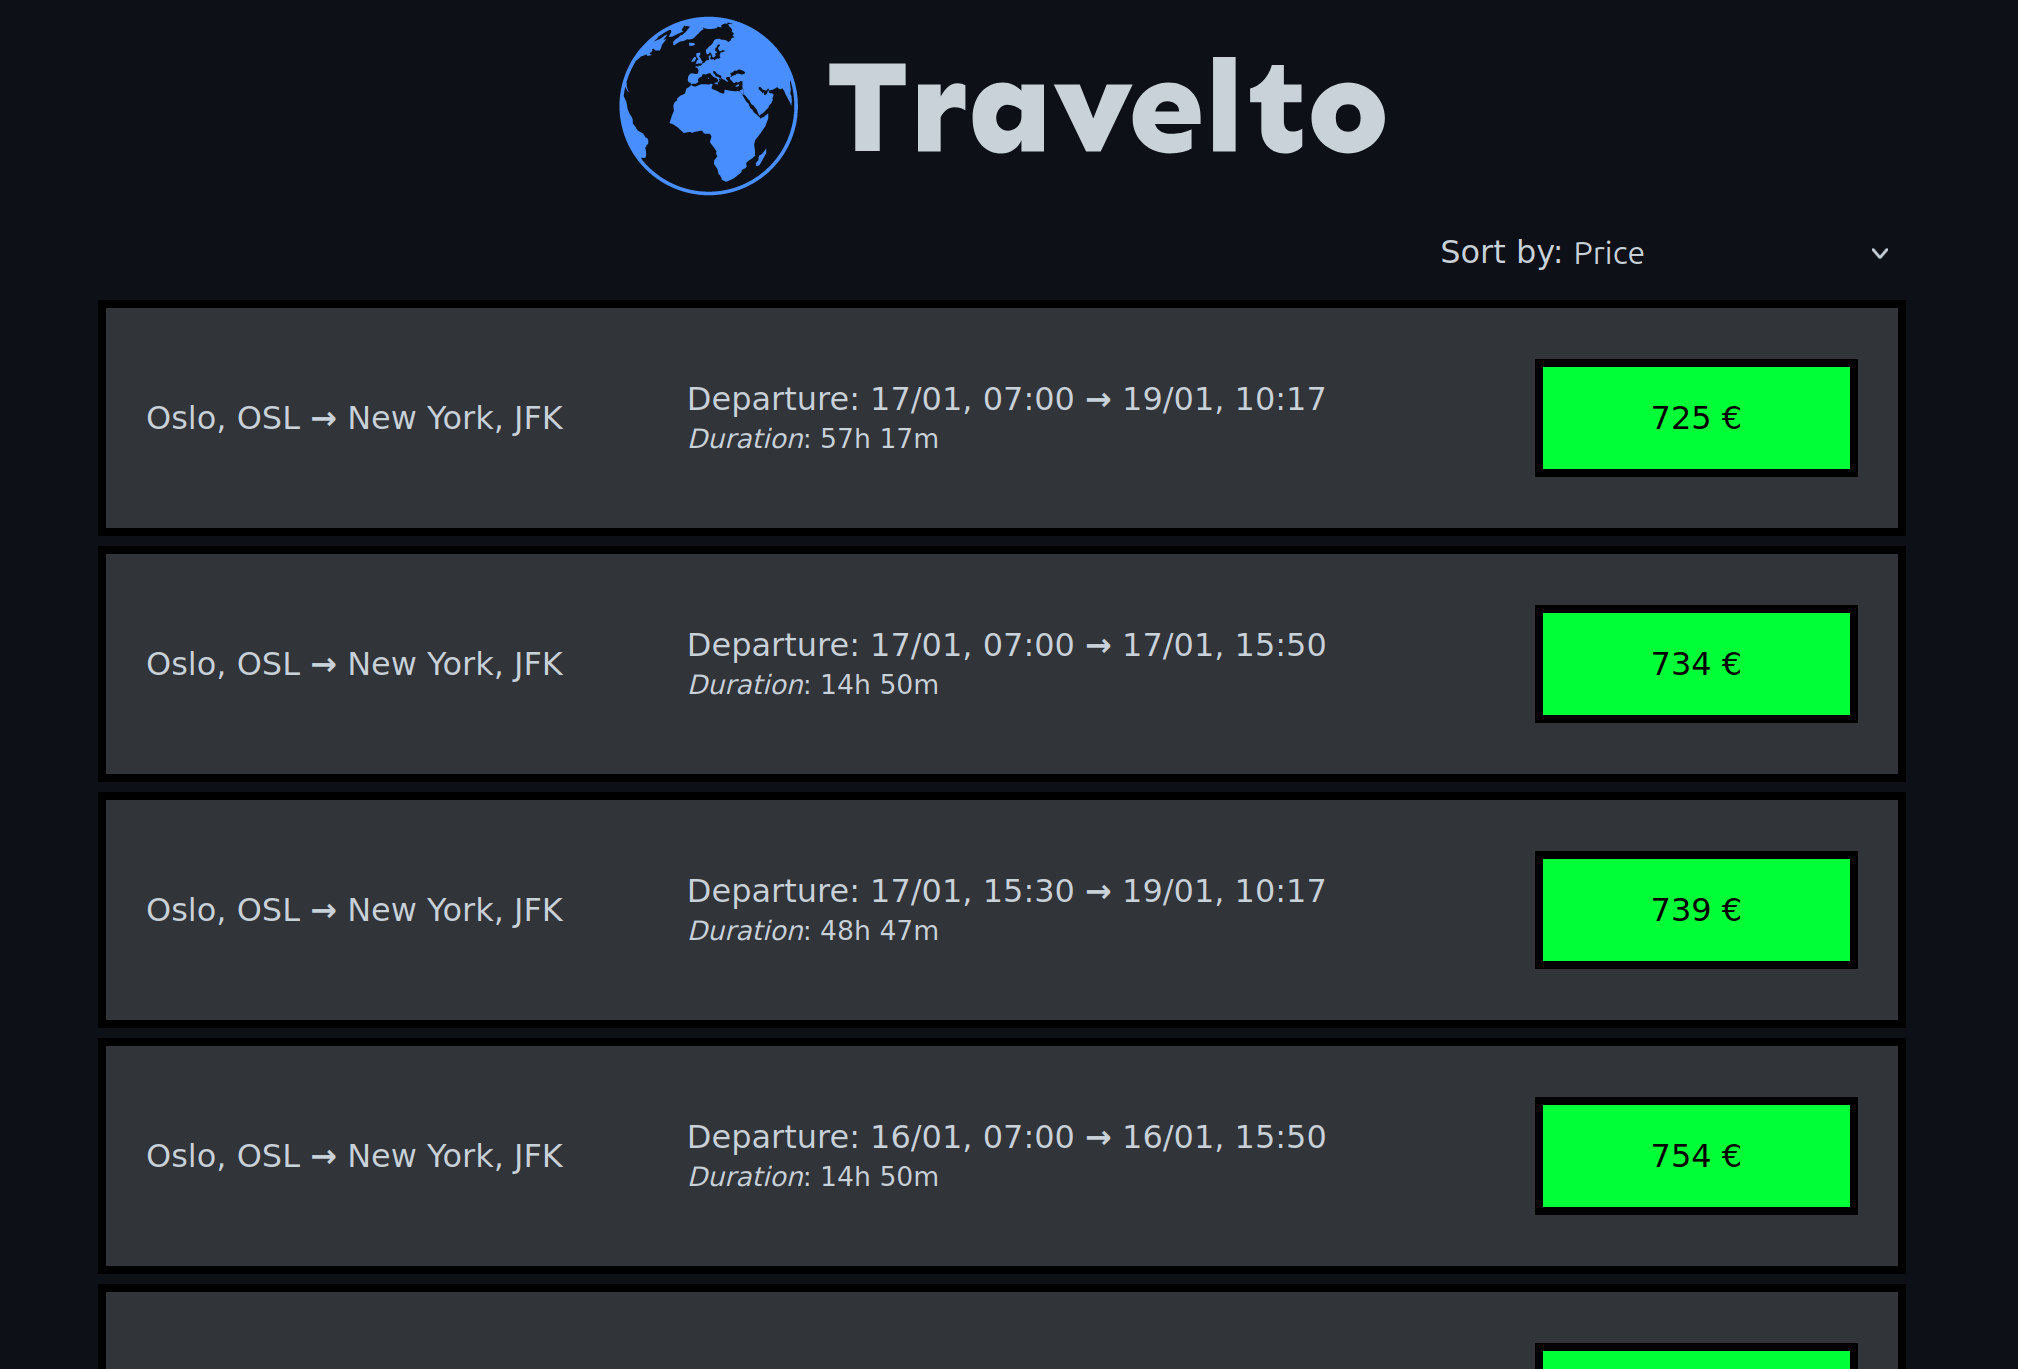 Travelto
Sort by: Price
Oslo, OSL → New York, JFK
Departure: 17/01, 07:00 → 19/01, 10:17
Duration: 57h 17m
725 €
Oslo, OSL → New York, JFK
Departure: 17/01, 07:00 → 17/01, 15:50
Duration: 14h 50m
734 €
Oslo, OSL → New York, JFK
Departure: 17/01, 15:30 → 19/01, 10:17
Duration: 48h 47m
739 €
Oslo, OSL → New York, JFK
Departure: 16/01, 07:00 → 16/01, 15:50
Duration: 14h 50m
754 €